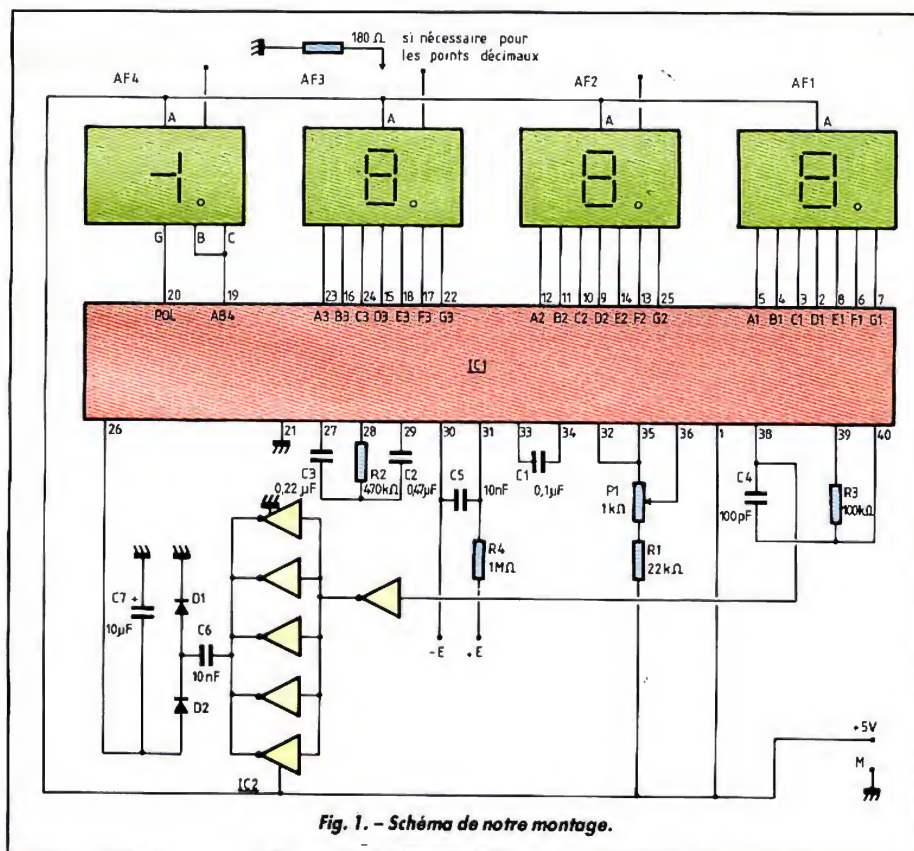 180 Ω si nécessaire pour
les points décimaux
AF4 AF3 AF2 AF1
A A A A
G B C
20 19 23 16 24 15 18 17 22 12 11 10 9 14 13 25 5 4 3 2 8 6 7
POL AB4 A3 B3 C3 D3 E3 F3 G3 A2 B2 C2 D2 E2 F2 G2 A1 B1 C1 D1 E1 F1 G1
IC1
26 21 27 28 29 30 31 33 34 32 35 36 1 38 39 40
C3 0,22 µF
R2 470kΩ
C2 0,47µF
C5 10nF
C1 0,1µF
P1 1kΩ
C4 100pF
R3 100kΩ
R4 1MΩ
R1 22kΩ
C7 + 10µF
D1
C6 10nF
D2
-E +E
IC2
+5V
M
Fig. 1. – Schéma de notre montage.